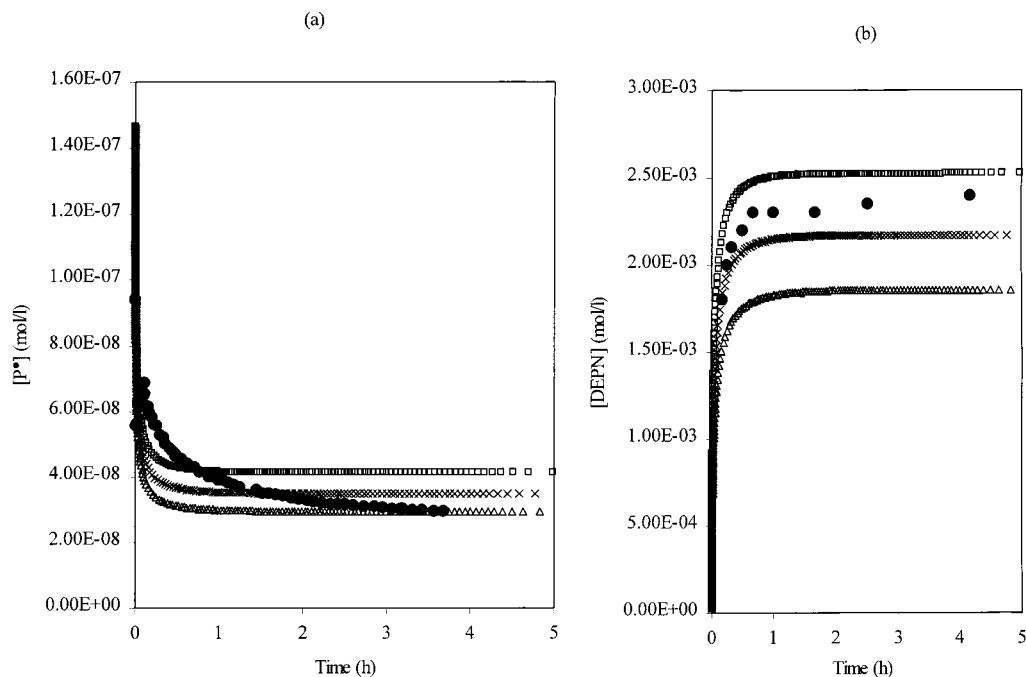 (a)
1.60E-07
1.40E-07
1.20E-07
1.00E-07
8.00E-08
6.00E-08
4.00E-08
2.00E-08
0.00E+00
[P•] (mol/l)
0 1 2 3 4 5
Time (h)
(b)
3.00E-03
2.50E-03
2.00E-03
1.50E-03
1.00E-03
5.00E-04
0.00E+00
[DEPN] (mol/l)
0 1 2 3 4 5
Time (h)